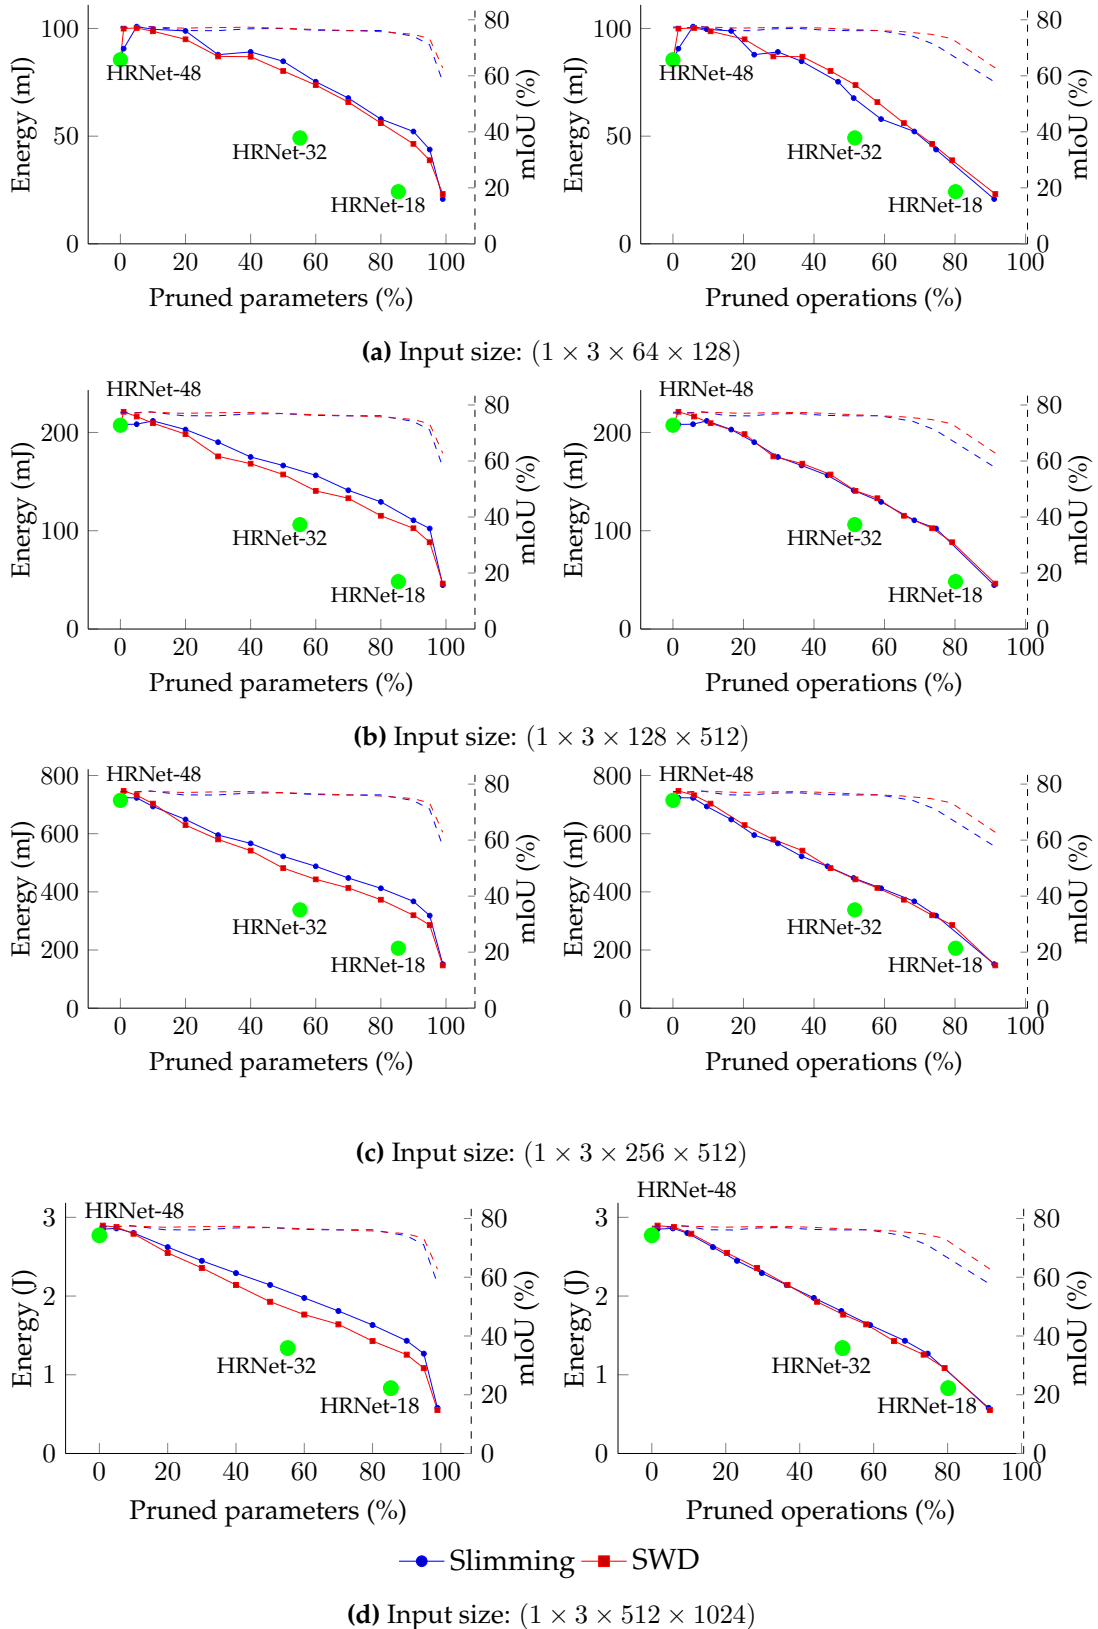 100
50
0
Energy (mJ)
HRNet-48
HRNet-32
HRNet-18
80
60
40
20
0
mIoU (%)
0 20 40 60 80 100
Pruned parameters (%)
100
50
0
Energy (mJ)
HRNet-48
HRNet-32
HRNet-18
80
60
40
20
0
mIoU (%)
0 20 40 60 80 100
Pruned operations (%)
(a) Input size: (1 × 3 × 64 × 128)
200
100
0
Energy (mJ)
HRNet-48
HRNet-32
HRNet-18
80
60
40
20
0
mIoU (%)
0 20 40 60 80 100
Pruned parameters (%)
200
100
0
Energy (mJ)
HRNet-48
HRNet-32
HRNet-18
80
60
40
20
0
mIoU (%)
0 20 40 60 80 100
Pruned operations (%)
(b) Input size: (1 × 3 × 128 × 512)
800
600
400
200
0
Energy (mJ)
HRNet-48
HRNet-32
HRNet-18
80
60
40
20
0
mIoU (%)
0 20 40 60 80 100
Pruned parameters (%)
800
600
400
200
0
Energy (mJ)
HRNet-48
HRNet-32
HRNet-18
80
60
40
20
0
mIoU (%)
0 20 40 60 80 100
Pruned operations (%)
(c) Input size: (1 × 3 × 256 × 512)
3
2
1
0
Energy (J)
HRNet-48
HRNet-32
HRNet-18
80
60
40
20
0
mIoU (%)
0 20 40 60 80 100
Pruned parameters (%)
3
2
1
0
Energy (J)
HRNet-48
HRNet-32
HRNet-18
80
60
40
20
0
mIoU (%)
0 20 40 60 80 100
Pruned operations (%)
Slimming SWD
(d) Input size: (1 × 3 × 512 × 1024)